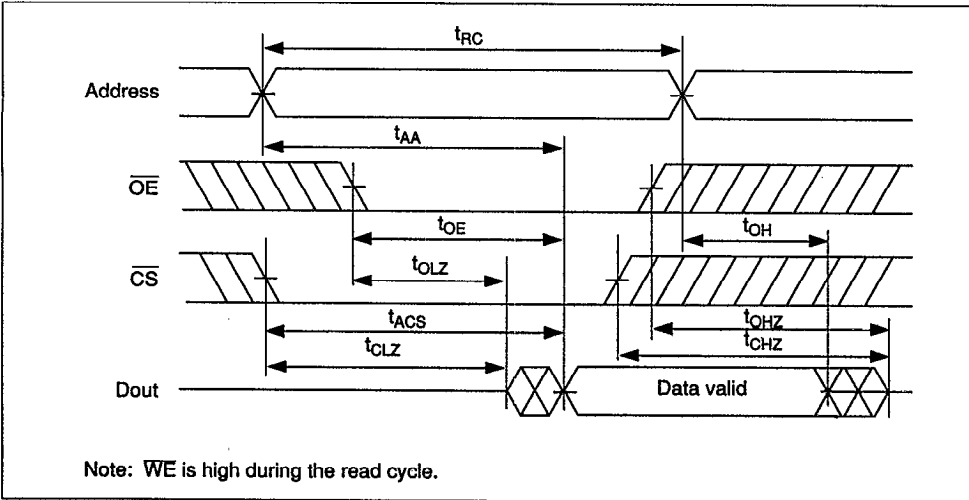 tRC
Address
tAA
OE
tOE
tOH
tOLZ
CS
tACS
tOHZ
tCLZ
tCHZ
Dout
Data valid
Note: WE is high during the read cycle.